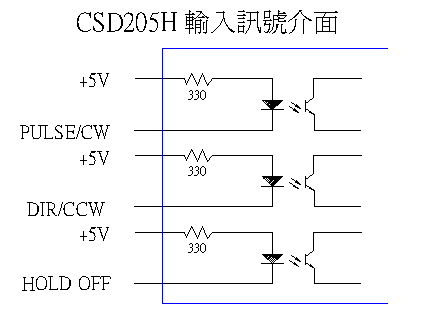 CSD205H 輸入訊號介面
+5V
330
PULSE/CW
+5V
330
DIR/CCW
+5V
330
HOLD OFF